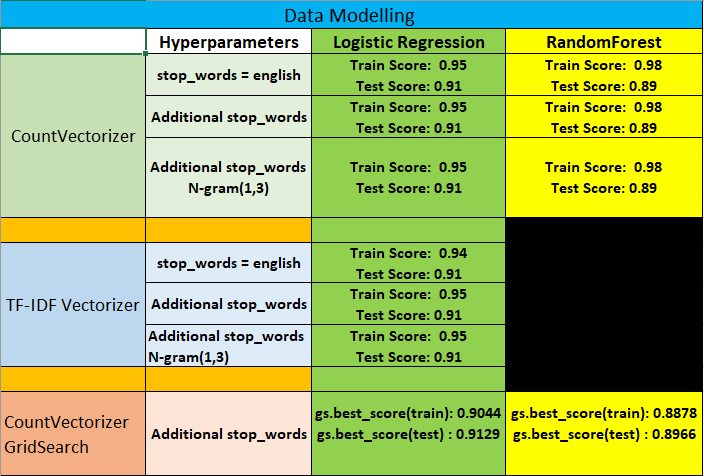 Data Modelling
Hyperparameters Logistic Regression RandomForest
CountVectorizer
stop_words = english
Train Score: 0.95
Test Score: 0.91
Train Score: 0.98
Test Score: 0.89
Additional stop_words
Train Score: 0.95
Test Score: 0.91
Train Score: 0.98
Test Score: 0.89
Additional stop_words
N-gram(1,3)
Train Score: 0.95
Test Score: 0.91
Train Score: 0.98
Test Score: 0.89
TF-IDF Vectorizer
stop_words = english
Train Score: 0.94
Test Score: 0.91
Additional stop_words
Train Score: 0.95
Test Score: 0.91
Additional stop_words
N-gram(1,3)
Train Score: 0.95
Test Score: 0.91
CountVectorizer
GridSearch
Additional stop_words
gs.best_score(train): 0.9044
gs.best_score(test) : 0.9129
gs.best_score(train): 0.8878
gs.best_score(test) : 0.8966